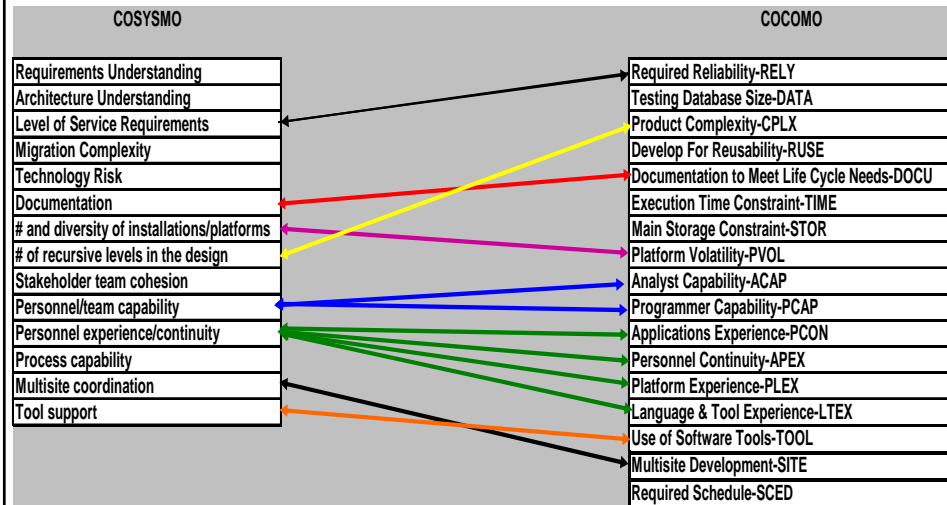 COSYSMO
Requirements Understanding
Architecture Understanding
Level of Service Requirements
Migration Complexity
Technology Risk
Documentation
# and diversity of installations/platforms
# of recursive levels in the design
Stakeholder team cohesion
Personnel/team capability
Personnel experience/continuity
Process capability
Multisite coordination
Tool support
COCOMO
Required Reliability-RELY
Testing Database Size-DATA
Product Complexity-CPLX
Develop For Reusability-RUSE
Documentation to Meet Life Cycle Needs-DOCU
Execution Time Constraint-TIME
Main Storage Constraint-STOR
Platform Volatility-PVOL
Analyst Capability-ACAP
Programmer Capability-PCAP
Applications Experience-PCON
Personnel Continuity-APEX
Platform Experience-PLEX
Language & Tool Experience-LTEX
Use of Software Tools-TOOL
Multisite Development-SITE
Required Schedule-SCED